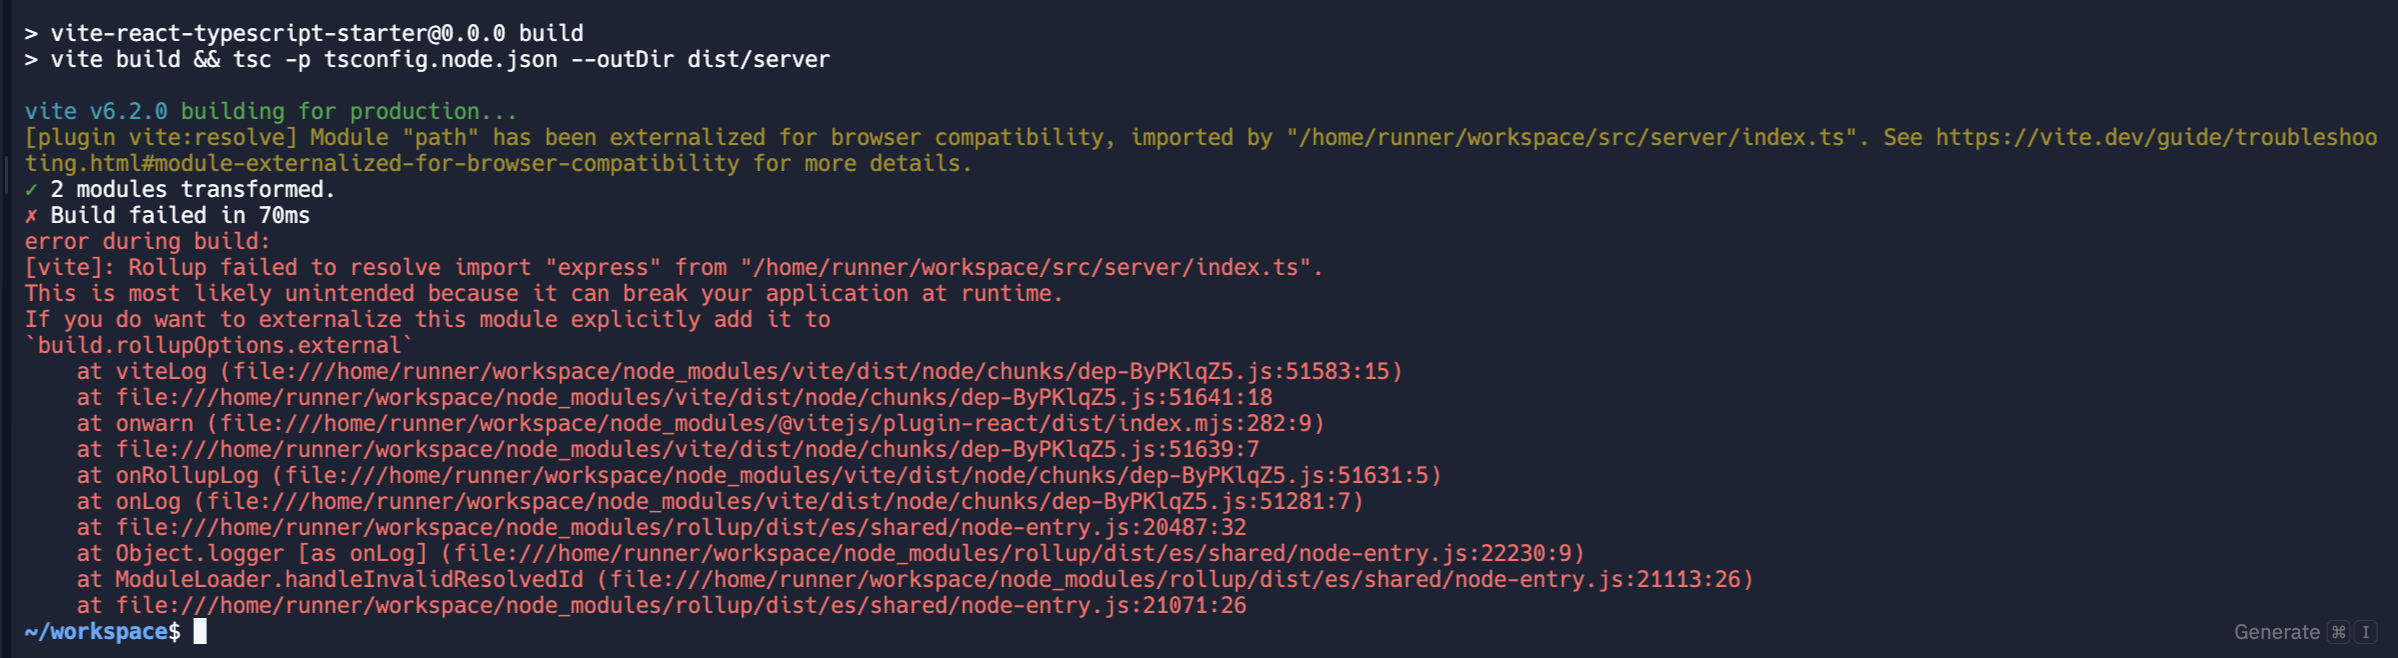 > vite-react-typescript-starter@0.0.0 build
> vite build && tsc -p tsconfig.node.json --outDir dist/server
vite v6.2.0 building for production...
[plugin vite:resolve] Module "path" has been externalized for browser compatibility, imported by "/home/runner/workspace/src/server/index.ts". See https://vite.dev/guide/troubleshoo
ting.html#module-externalized-for-browser-compatibility for more details.
✓ 2 modules transformed.
✗ Build failed in 70ms
error during build:
[vite]: Rollup failed to resolve import "express" from "/home/runner/workspace/src/server/index.ts".
This is most likely unintended because it can break your application at runtime.
If you do want to externalize this module explicitly add it to
`build.rollupOptions.external`
    at viteLog (file:///home/runner/workspace/node_modules/vite/dist/node/chunks/dep-ByPKlqZ5.js:51583:15)
    at file:///home/runner/workspace/node_modules/vite/dist/node/chunks/dep-ByPKlqZ5.js:51641:18
    at onwarn (file:///home/runner/workspace/node_modules/@vitejs/plugin-react/dist/index.mjs:282:9)
    at file:///home/runner/workspace/node_modules/vite/dist/node/chunks/dep-ByPKlqZ5.js:51639:7
    at onRollupLog (file:///home/runner/workspace/node_modules/vite/dist/node/chunks/dep-ByPKlqZ5.js:51631:5)
    at onLog (file:///home/runner/workspace/node_modules/vite/dist/node/chunks/dep-ByPKlqZ5.js:51281:7)
    at file:///home/runner/workspace/node_modules/rollup/dist/es/shared/node-entry.js:20487:32
    at Object.logger [as onLog] (file:///home/runner/workspace/node_modules/rollup/dist/es/shared/node-entry.js:22230:9)
    at ModuleLoader.handleInvalidResolvedId (file:///home/runner/workspace/node_modules/rollup/dist/es/shared/node-entry.js:21113:26)
    at file:///home/runner/workspace/node_modules/rollup/dist/es/shared/node-entry.js:21071:26
~/workspace$
Generate ⌘ I